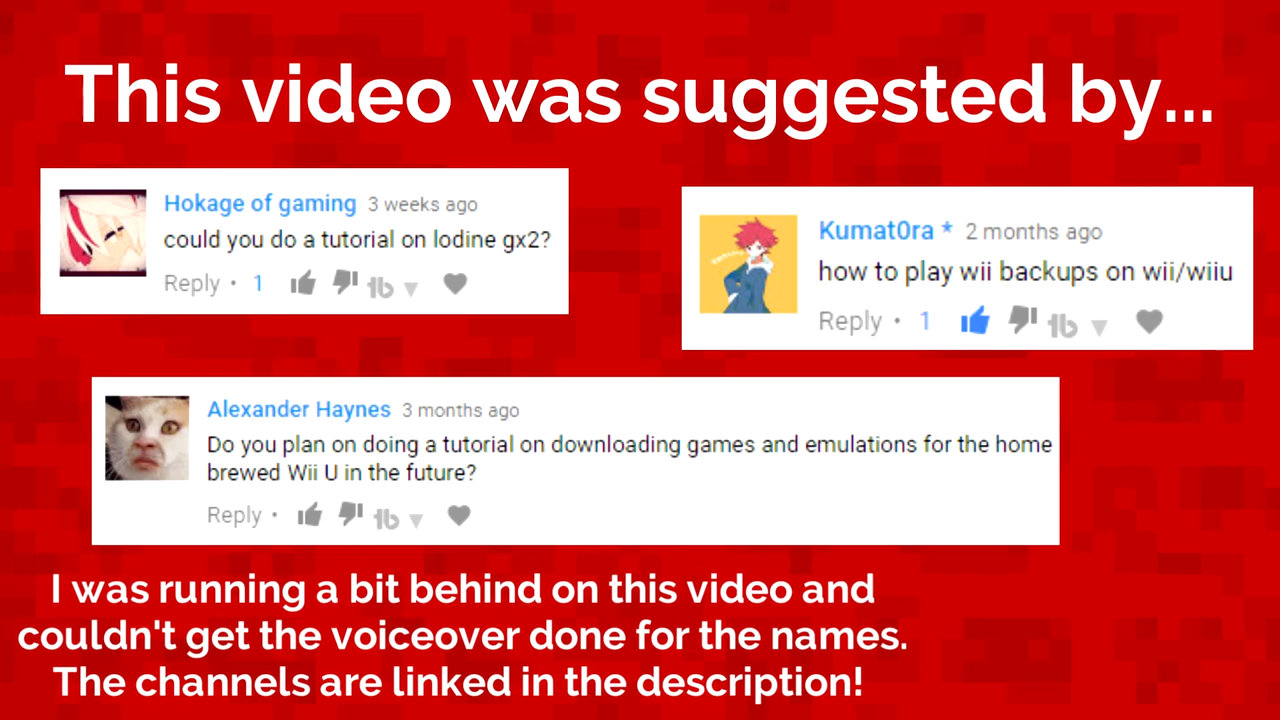 This video was suggested by...
Hokage of gaming 3 weeks ago
could you do a tutorial on lodine gx2?
Reply • 1
Kumat0ra * 2 months ago
how to play wii backups on wii/wiiu
Reply • 1
Alexander Haynes 3 months ago
Do you plan on doing a tutorial on downloading games and emulations for the home
brewed Wii U in the future?
Reply •
I was running a bit behind on this video and
couldn't get the voiceover done for the names.
The channels are linked in the description!